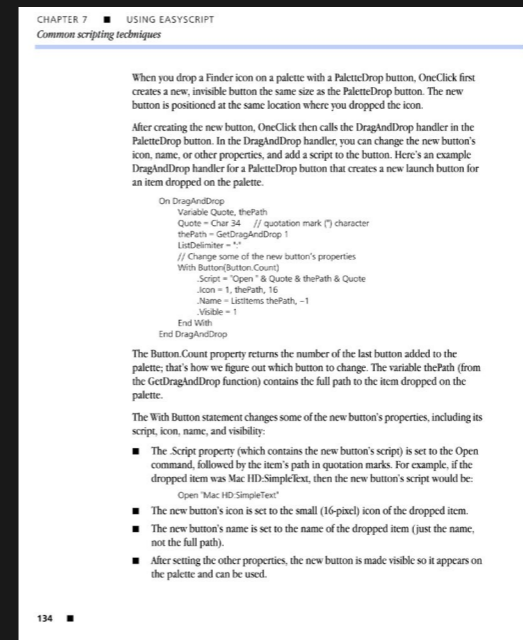 CHAPTER 7 ■ USING EASYSCRIPT
Common scripting techniques
When you drop a Finder icon on a palette with a PaletteDrop button, OneClick first
creates a new, invisible button the same size as the PaletteDrop button. The new
button is positioned at the same location where you dropped the icon.
After creating the new button, OneClick then calls the DragAndDrop handler in the
PaletteDrop button. In the DragAndDrop handler, you can change the new button's
icon, name, or other properties, and add a script to the button. Here's an example
DragAndDrop handler for a PaletteDrop button that creates a new launch button for
an item dropped on the palette.
On DragAndDrop
Variable Quote, thePath
Quote = Char 34 // quotation mark (") character
thePath = GetDragAndDrop 1
ListDelimiter = ":"
// Change some of the new button's properties
With Button(Button.Count)
.Script = "Open " & Quote & thePath & Quote
.Icon = 1, thePath, 16
.Name = ListItems thePath, -1
.Visible = 1
End With
End DragAndDrop
The Button.Count property returns the number of the last button added to the
palette; that's how we figure out which button to change. The variable thePath (from
the GetDragAndDrop function) contains the full path to the item dropped on the
palette.
The With Button statement changes some of the new button's properties, including its
script, icon, name, and visibility:
■ The .Script property (which contains the new button's script) is set to the Open
command, followed by the item's path in quotation marks. For example, if the
dropped item was Mac HD:SimpleText, then the new button's script would be:
Open "Mac HD:SimpleText"
■ The new button's icon is set to the small (16-pixel) icon of the dropped item.
■ The new button's name is set to the name of the dropped item (just the name,
not the full path).
■ After setting the other properties, the new button is made visible so it appears on
the palette and can be used.
134 ■